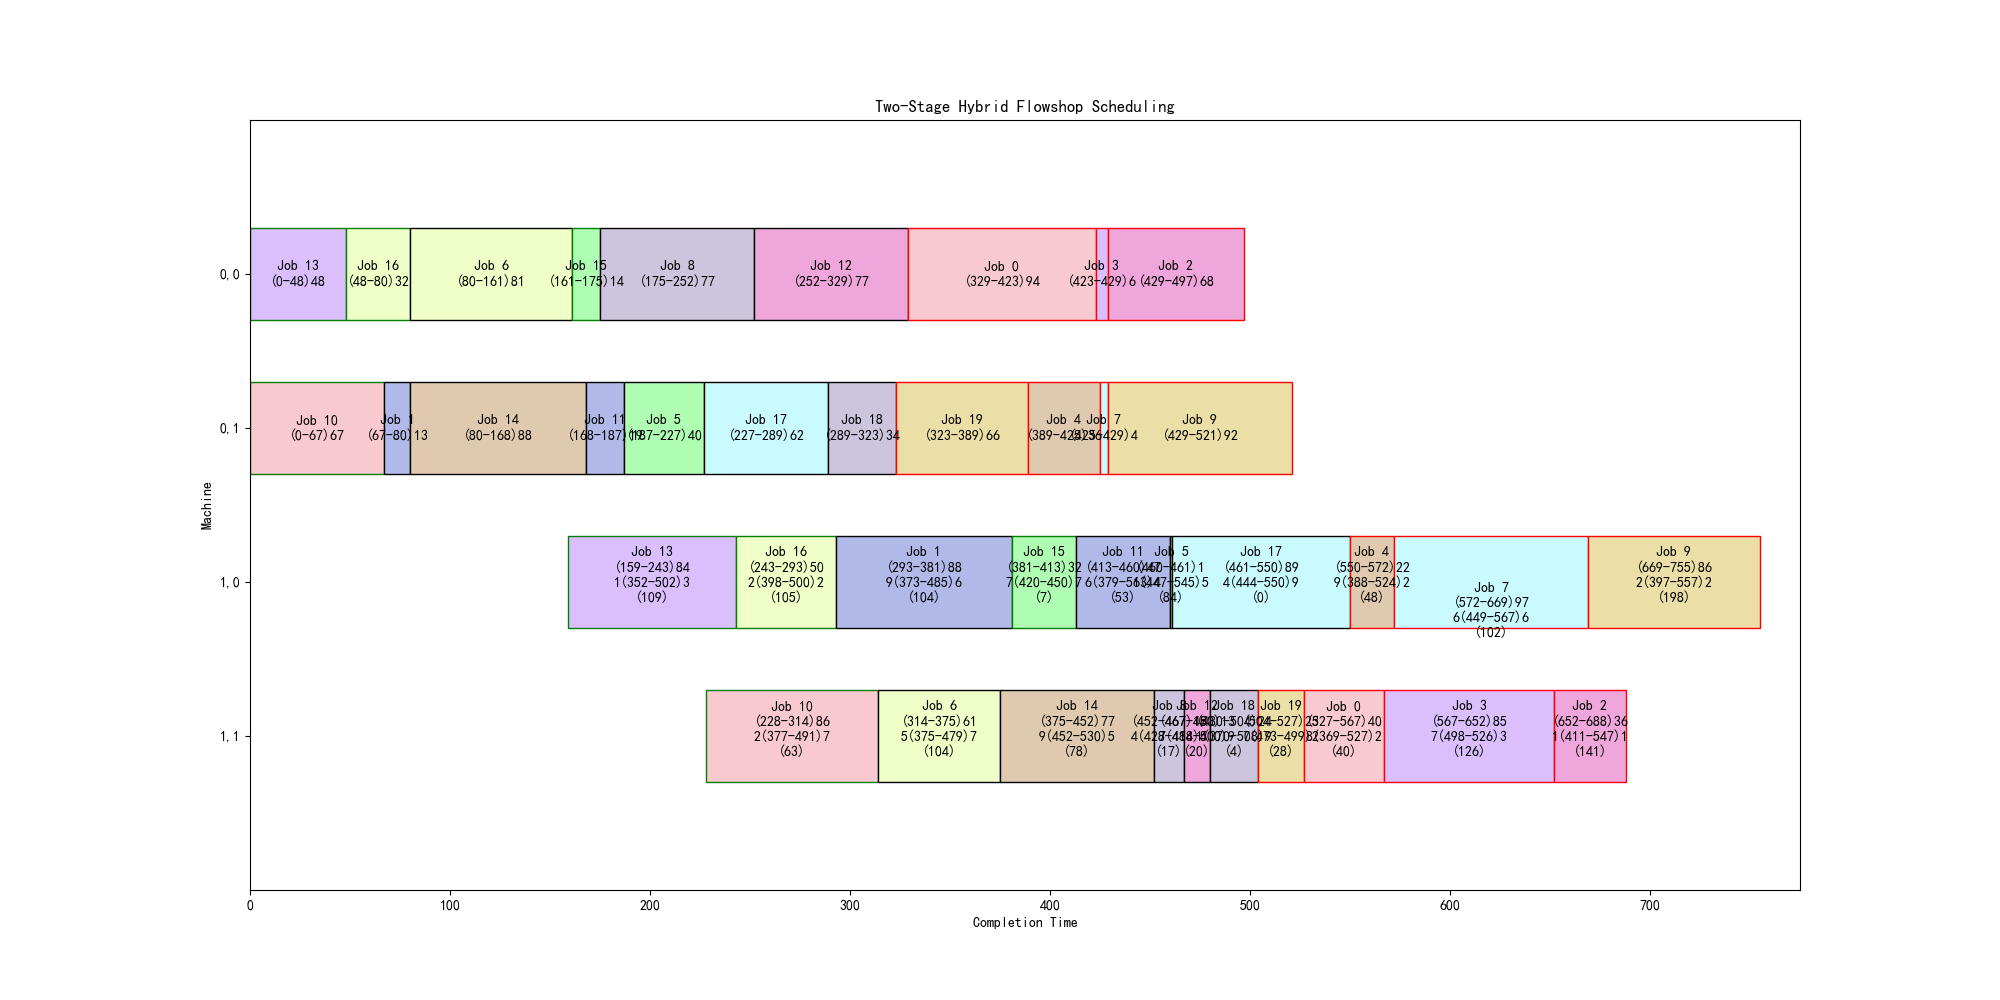 Two-Stage Hybrid Flowshop Scheduling
0,0
Job 13
(0-48)48
Job 16
(48-80)32
Job 6
(80-161)81
Job 15
(161-175)14
Job 8
(175-252)77
Job 12
(252-329)77
Job 0
(329-423)94
Job 3
(423-429)6
Job 2
(429-497)68
0,1
Job 10
(0-67)67
Job 1
(67-80)13
Job 14
(80-168)88
Job 11
(168-187)19
Job 5
(187-227)40
Job 17
(227-289)62
Job 18
(289-323)34
Job 19
(323-389)66
Job 4
(389-425)36
Job 7
(425-429)4
Job 9
(429-521)92
Machine
1,0
Job 13
(159-243)84
1(352-502)3
(109)
Job 16
(243-293)50
2(398-500)2
(105)
Job 1
(293-381)88
9(373-485)6
(104)
Job 15
(381-413)32
7(420-450)7
(7)
Job 11
(413-460)47
(53)
Job 5
(460-461)1
(84)
Job 17
(461-550)89
4(444-550)9
(0)
Job 4
(550-572)22
9(388-524)2
(48)
Job 7
(572-669)97
6(449-567)6
(102)
Job 9
(669-755)86
2(397-557)2
(198)
1,1
Job 10
(228-314)86
2(377-491)7
(63)
Job 6
(314-375)61
5(375-479)7
(104)
Job 14
(375-452)77
9(452-530)5
(78)
Job 8
(452-467)15
(17)
Job 12
(467-480)13
(20)
Job 18
(480-504)24
(4)
Job 19
(504-527)23
(28)
Job 0
(527-567)40
(369-527)2
(40)
Job 3
(567-652)85
7(498-526)3
(126)
Job 2
(652-688)36
1(411-547)1
(141)
0
100
200
300
400
500
600
700
Completion Time